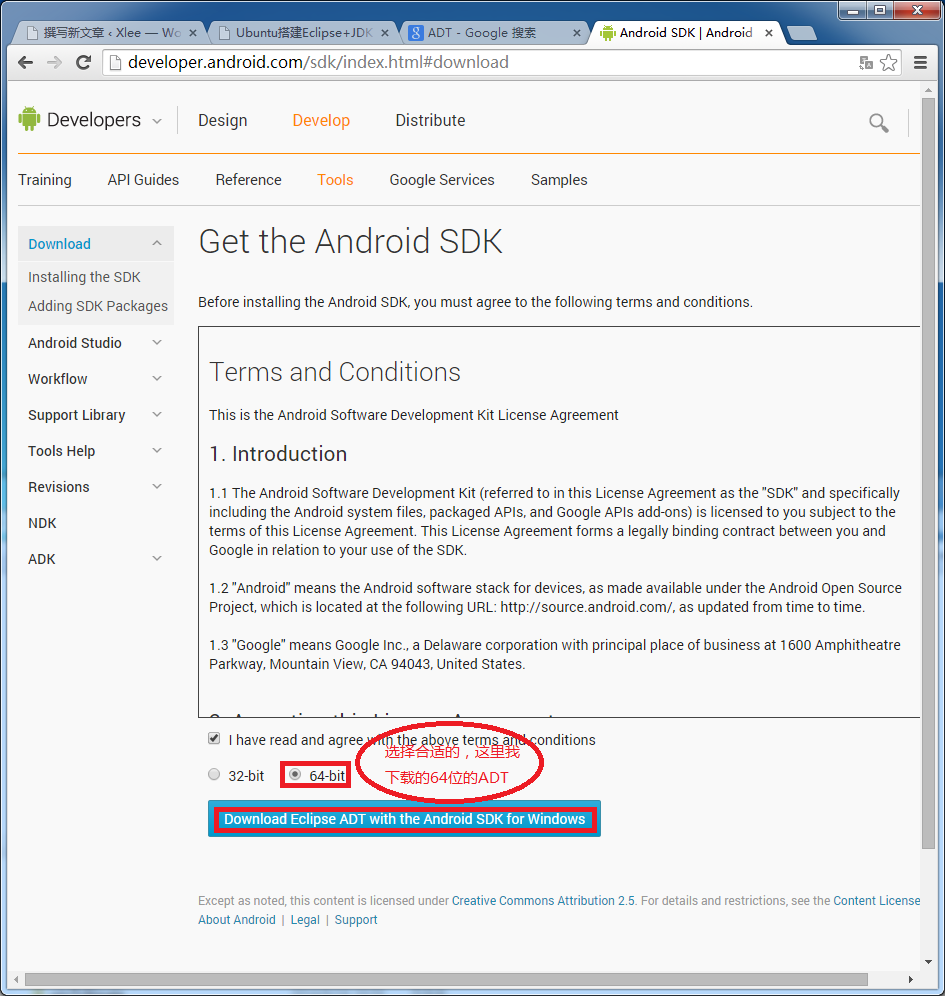 撰写新文章 ‹ Xlee — Wo
Ubuntu搭建Eclipse+JDK
ADT - Google 搜索
Android SDK | Android
developer.android.com/sdk/index.html#download
Developers
Design
Develop
Distribute
Training
API Guides
Reference
Tools
Google Services
Samples
Download
Installing the SDK
Adding SDK Packages
Android Studio
Workflow
Support Library
Tools Help
Revisions
NDK
ADK
Get the Android SDK
Before installing the Android SDK, you must agree to the following terms and conditions.
Terms and Conditions
This is the Android Software Development Kit License Agreement
1. Introduction
1.1 The Android Software Development Kit (referred to in this License Agreement as the "SDK" and specifically
including the Android system files, packaged APIs, and Google APIs add-ons) is licensed to you subject to the
terms of this License Agreement. This License Agreement forms a legally binding contract between you and
Google in relation to your use of the SDK.
1.2 "Android" means the Android software stack for devices, as made available under the Android Open Source
Project, which is located at the following URL: http://source.android.com/, as updated from time to time.
1.3 "Google" means Google Inc., a Delaware corporation with principal place of business at 1600 Amphitheatre
Parkway, Mountain View, CA 94043, United States.
I have read and agree with the above terms and conditions
选择合适的，这里我
下载的64位的ADT
32-bit
64-bit
Download Eclipse ADT with the Android SDK for Windows
Except as noted, this content is licensed under Creative Commons Attribution 2.5. For details and restrictions, see the Content License
About Android | Legal | Support